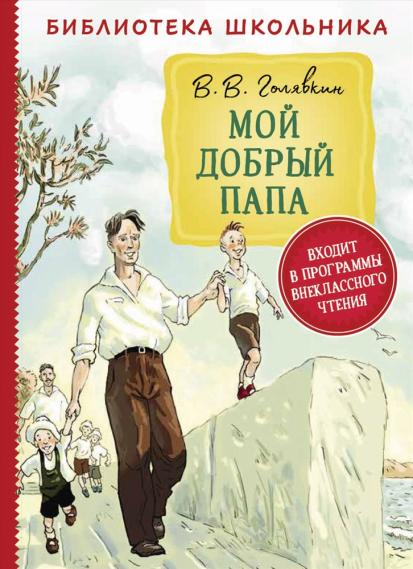 БИБЛИОТЕКА ШКОЛЬНИКА
В. В. Голявкин
МОЙ
ДОБРЫЙ
ПАПА
ВХОДИТ
В ПРОГРАММЫ
ВНЕКЛАССНОГО
ЧТЕНИЯ